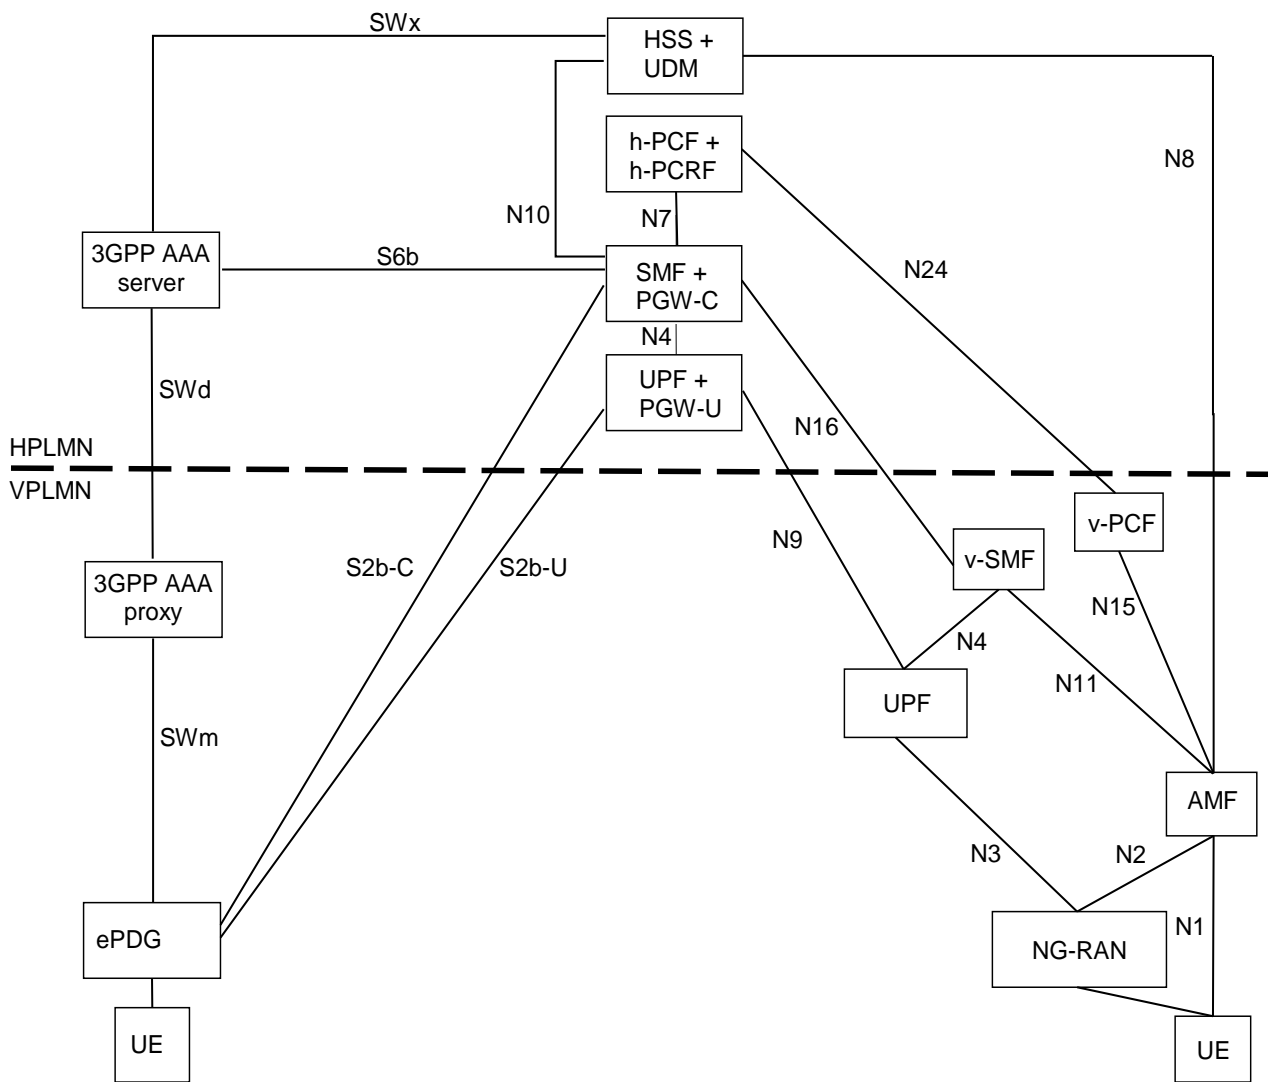 SWx
HSS +
UDM
h-PCF +
h-PCRF
N8
N10
N7
3GPP AAA
server
S6b
SMF +
PGW-C
N24
N4
SWd
UPF +
PGW-U
N16
HPLMN
VPLMN
v-PCF
N9
v-SMF
S2b-C
S2b-U
3GPP AAA
proxy
N15
N4
N11
UPF
SWm
AMF
N3
N2
ePDG
N1
NG-RAN
UE
UE